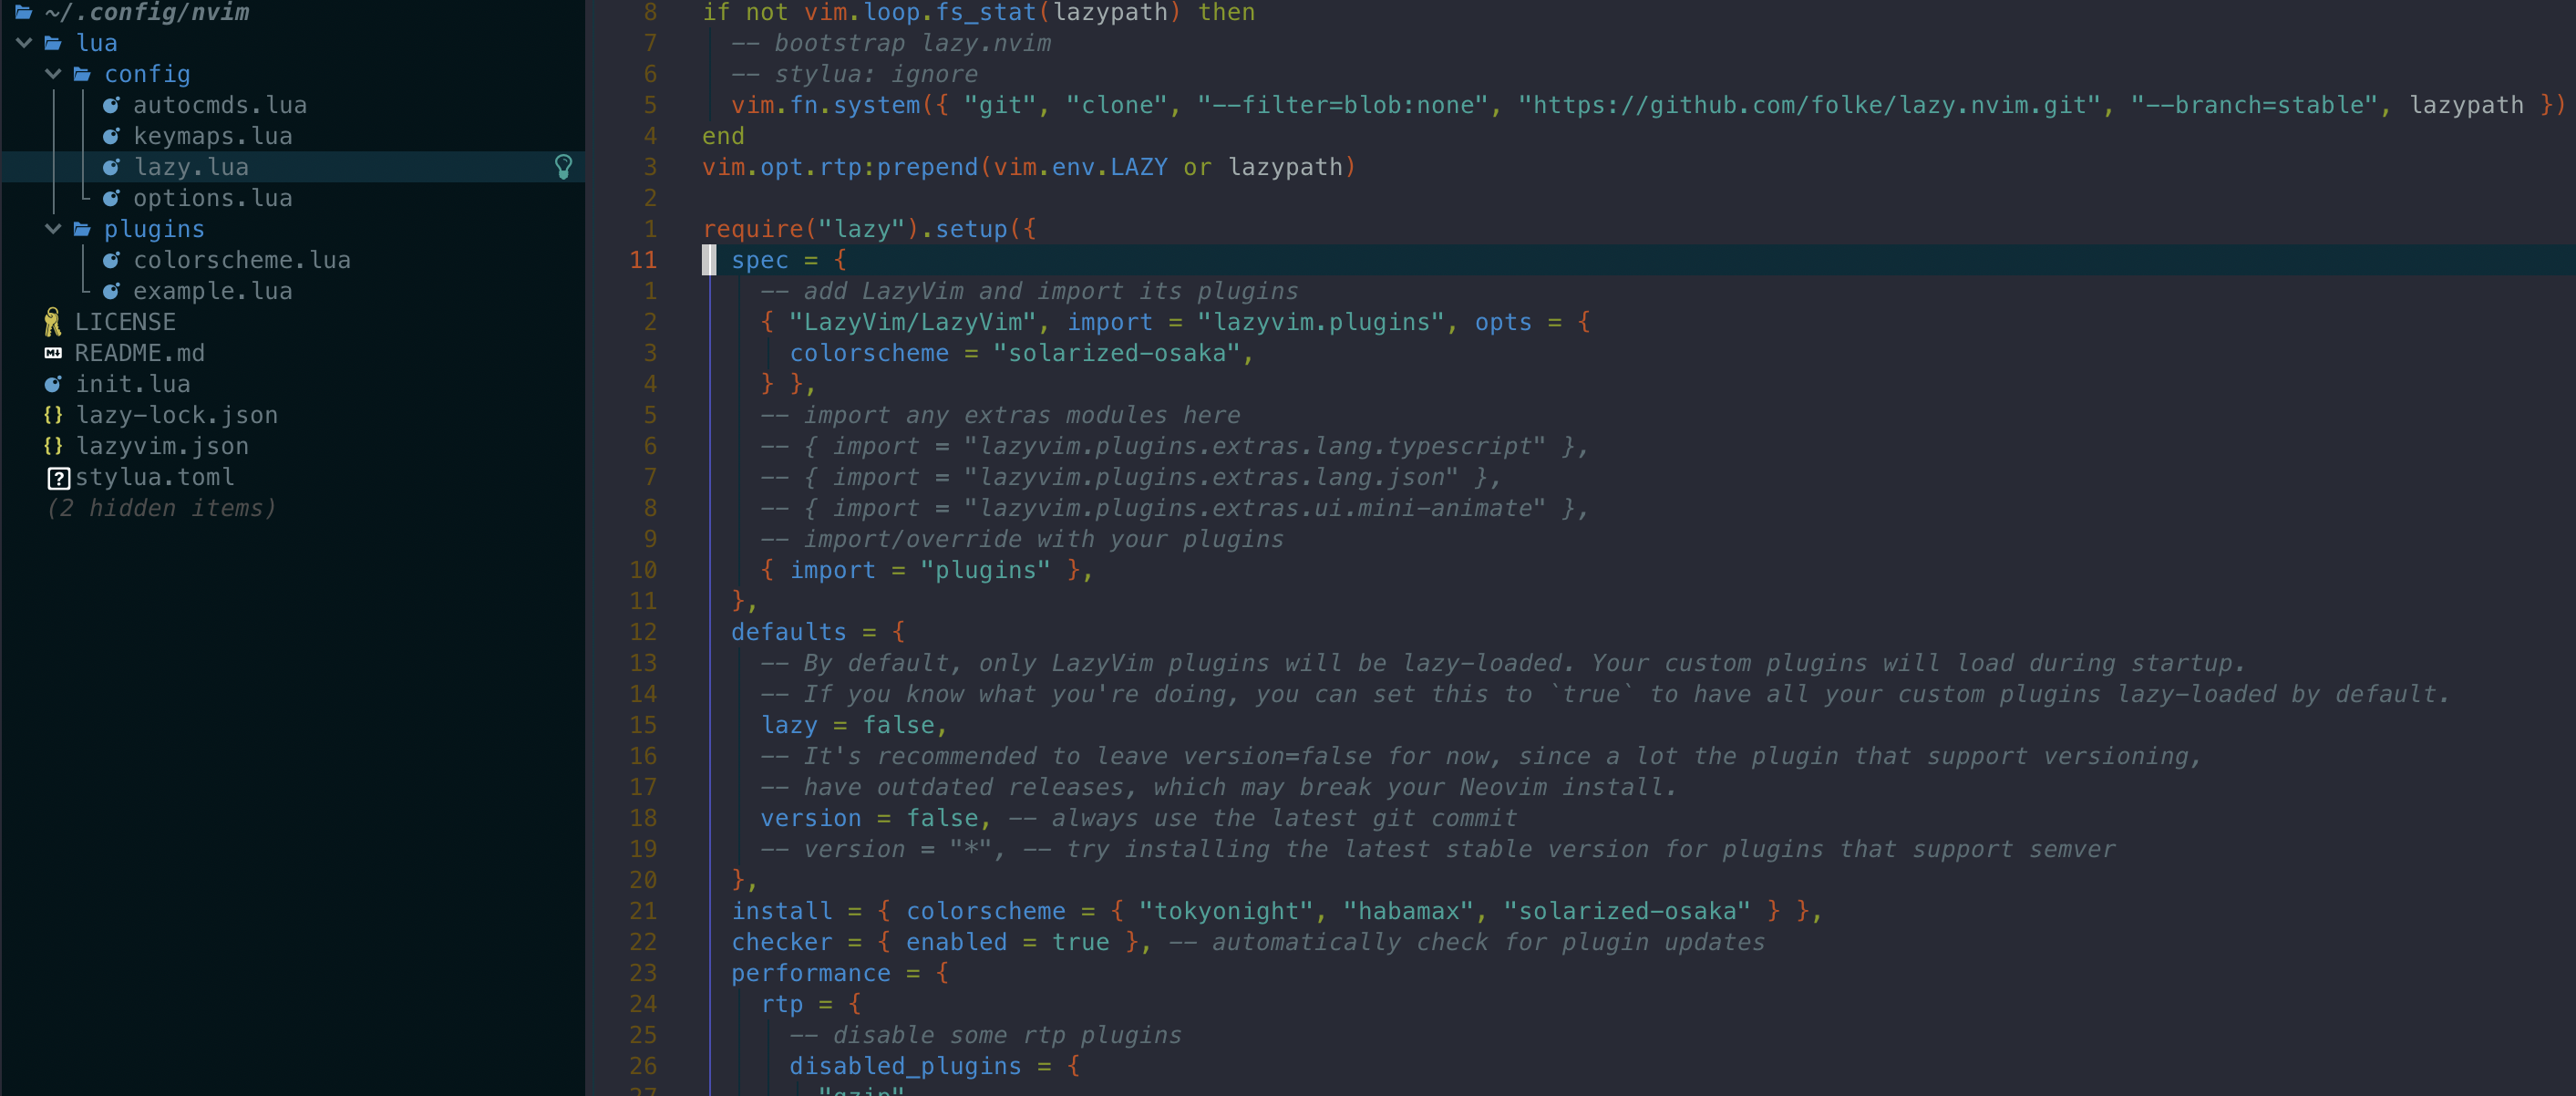 ~/.config/nvim
lua
config
autocmds.lua
keymaps.lua
lazy.lua
options.lua
plugins
colorscheme.lua
example.lua
LICENSE
README.md
init.lua
lazy-lock.json
lazyvim.json
stylua.toml
(2 hidden items)
8 if not vim.loop.fs_stat(lazypath) then
7 -- bootstrap lazy.nvim
6 -- stylua: ignore
5 vim.fn.system({ "git", "clone", "--filter=blob:none", "https://github.com/folke/lazy.nvim.git", "--branch=stable", lazypath })
4 end
3 vim.opt.rtp:prepend(vim.env.LAZY or lazypath)
2
1 require("lazy").setup({
11 spec = {
1 -- add LazyVim and import its plugins
2 { "LazyVim/LazyVim", import = "lazyvim.plugins", opts = {
3 colorscheme = "solarized-osaka",
4 } },
5 -- import any extras modules here
6 -- { import = "lazyvim.plugins.extras.lang.typescript" },
7 -- { import = "lazyvim.plugins.extras.lang.json" },
8 -- { import = "lazyvim.plugins.extras.ui.mini-animate" },
9 -- import/override with your plugins
10 { import = "plugins" },
11 },
12 defaults = {
13 -- By default, only LazyVim plugins will be lazy-loaded. Your custom plugins will load during startup.
14 -- If you know what you're doing, you can set this to `true` to have all your custom plugins lazy-loaded by default.
15 lazy = false,
16 -- It's recommended to leave version=false for now, since a lot the plugin that support versioning,
17 -- have outdated releases, which may break your Neovim install.
18 version = false, -- always use the latest git commit
19 -- version = "*", -- try installing the latest stable version for plugins that support semver
20 },
21 install = { colorscheme = { "tokyonight", "habamax", "solarized-osaka" } },
22 checker = { enabled = true }, -- automatically check for plugin updates
23 performance = {
24 rtp = {
25 -- disable some rtp plugins
26 disabled_plugins = {
27 "gzip"